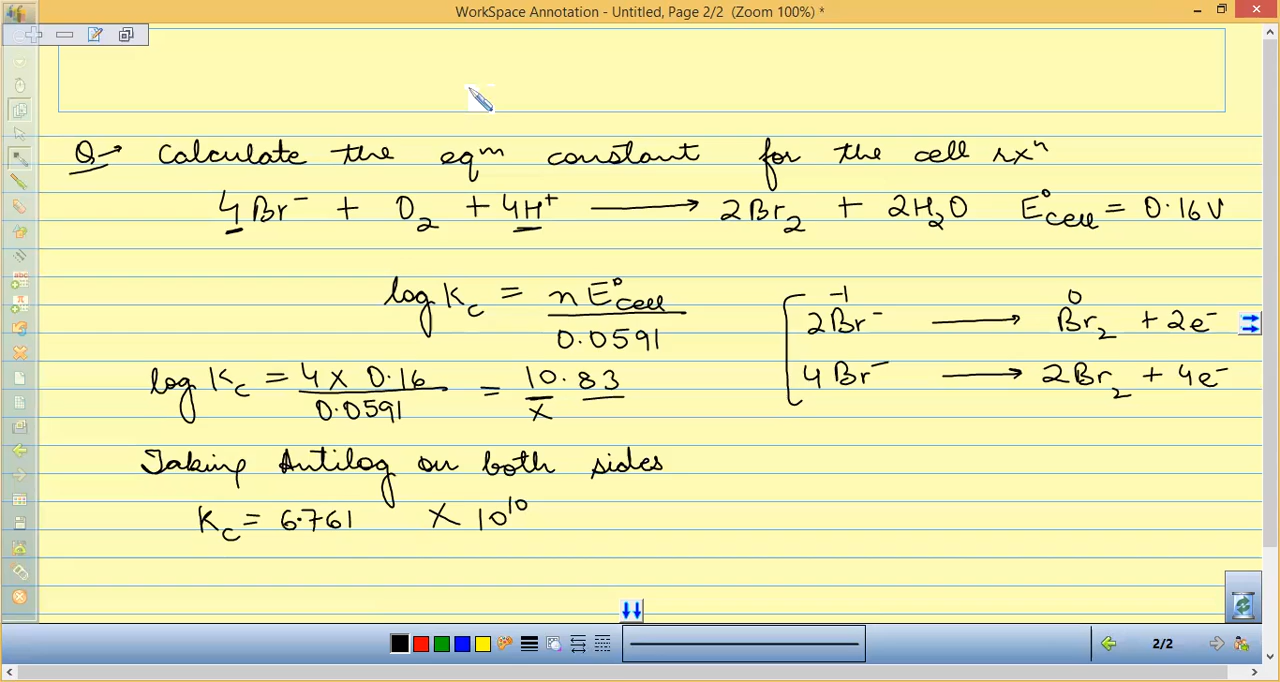 WorkSpace Annotation - Untitled, Page 2/2 (Zoom 100%) *
Q→ Calculate the eqᵐ constant for the cell rxⁿ
4Br⁻ + O₂ + 4H⁺ ⟶ 2Br₂ + 2H₂O E°cell = 0.16V
log Kc = nE°cell / 0.0591
log Kc = 4 X 0.16 / 0.0591 = 10.83
X
-1 0
2Br⁻ ⟶ Br₂ + 2e⁻
4Br⁻ ⟶ 2Br₂ + 4e⁻
Taking Antilog on both sides
Kc = 6.761 X 10¹⁰
2/2